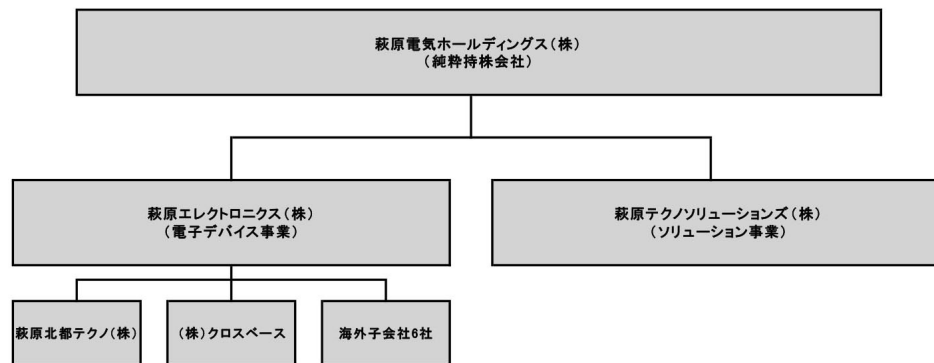 萩原電気ホールディングス(株)
(純粋持株会社)
萩原エレクトロニクス(株)
(電子デバイス事業)
萩原テクノソリューションズ(株)
(ソリューション事業)
萩原北都テクノ(株)
(株)クロスベース
海外子会社6社